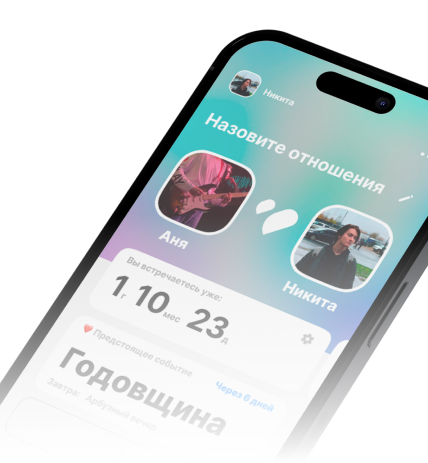 Никита
Назовите отношения
Аня
Никита
Вы встречаетесь уже:
1 г 10 мес 23 д
Предстоящее событие
Через 6 дней
Годовщина
Завтра: Арбузный вечер